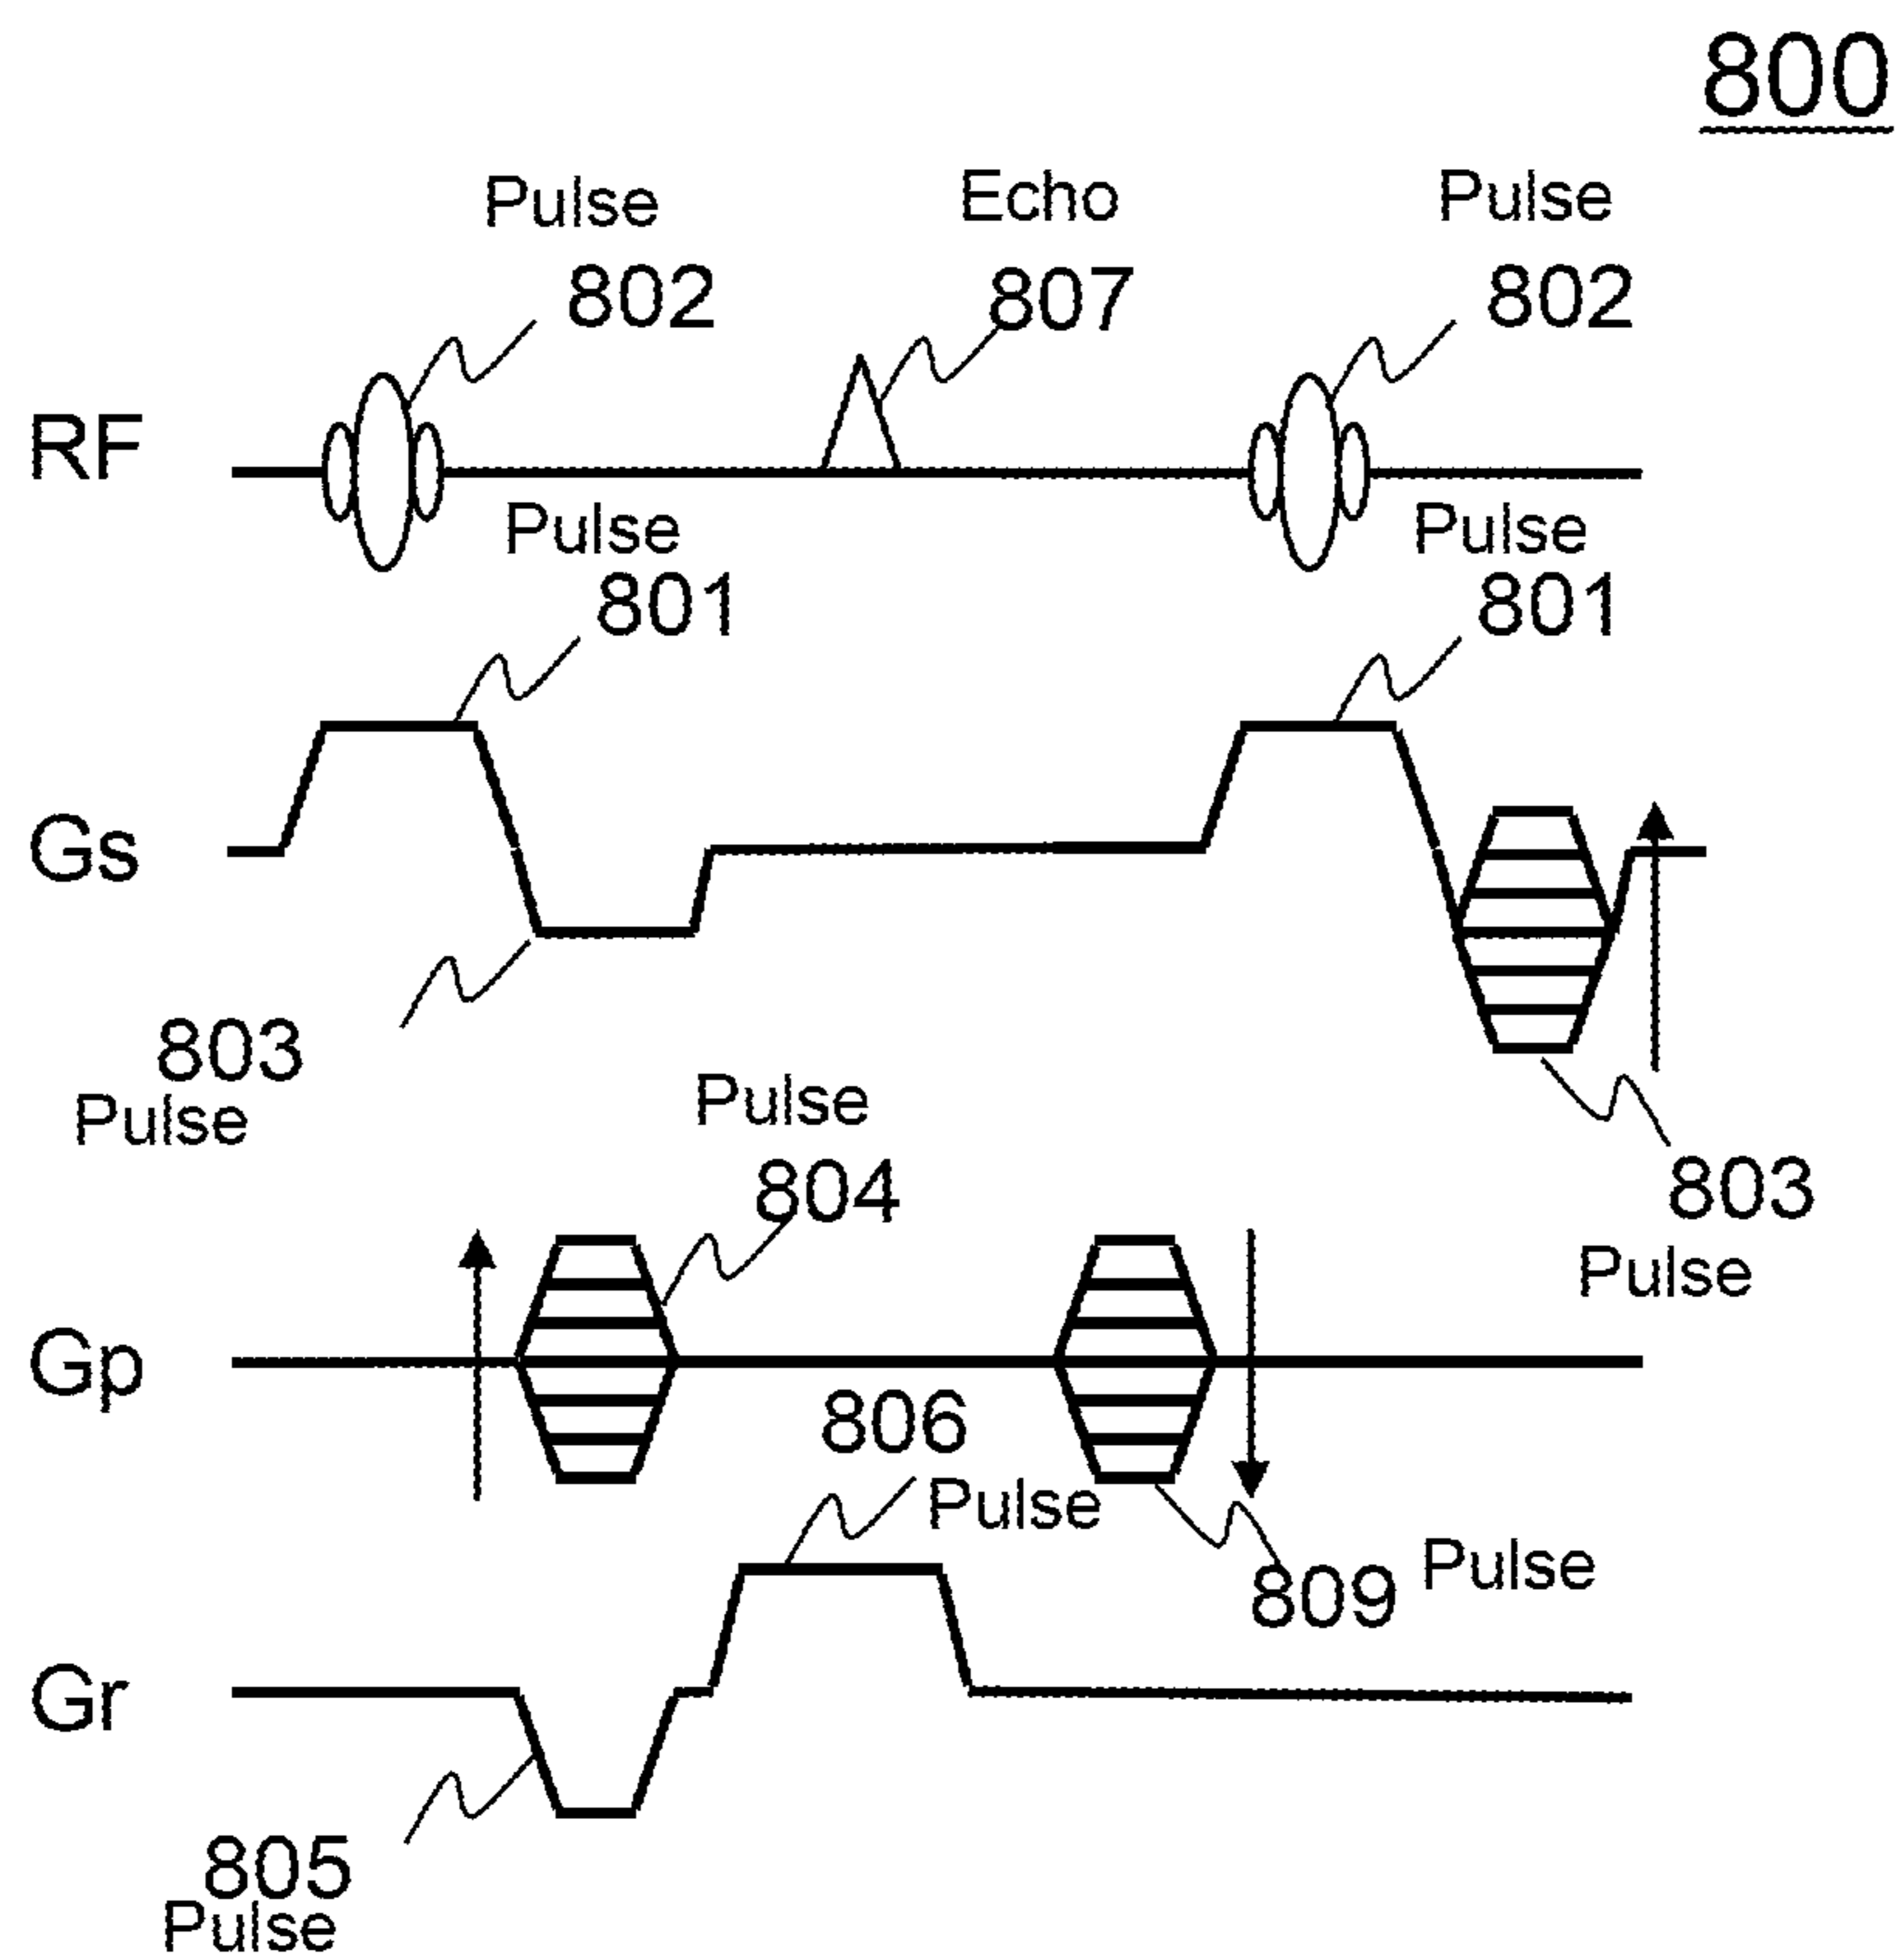 800
Pulse Echo Pulse
802 807 802
RF
Pulse Pulse
801 801
Gs
803
Pulse
Pulse
804
803
Pulse
Gp
806
Pulse
Pulse
809
Gr
805
Pulse